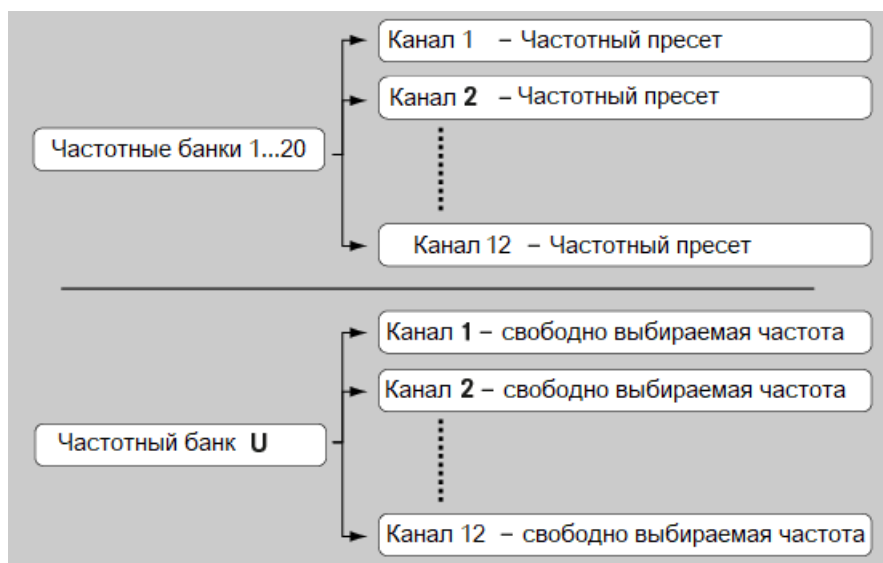 Канал 1 – Частотный пресет
Канал 2 – Частотный пресет
Частотные банки 1...20
Канал 12 – Частотный пресет
Канал 1 – свободно выбираемая частота
Канал 2 – свободно выбираемая частота
Частотный банк U
Канал 12 – свободно выбираемая частота